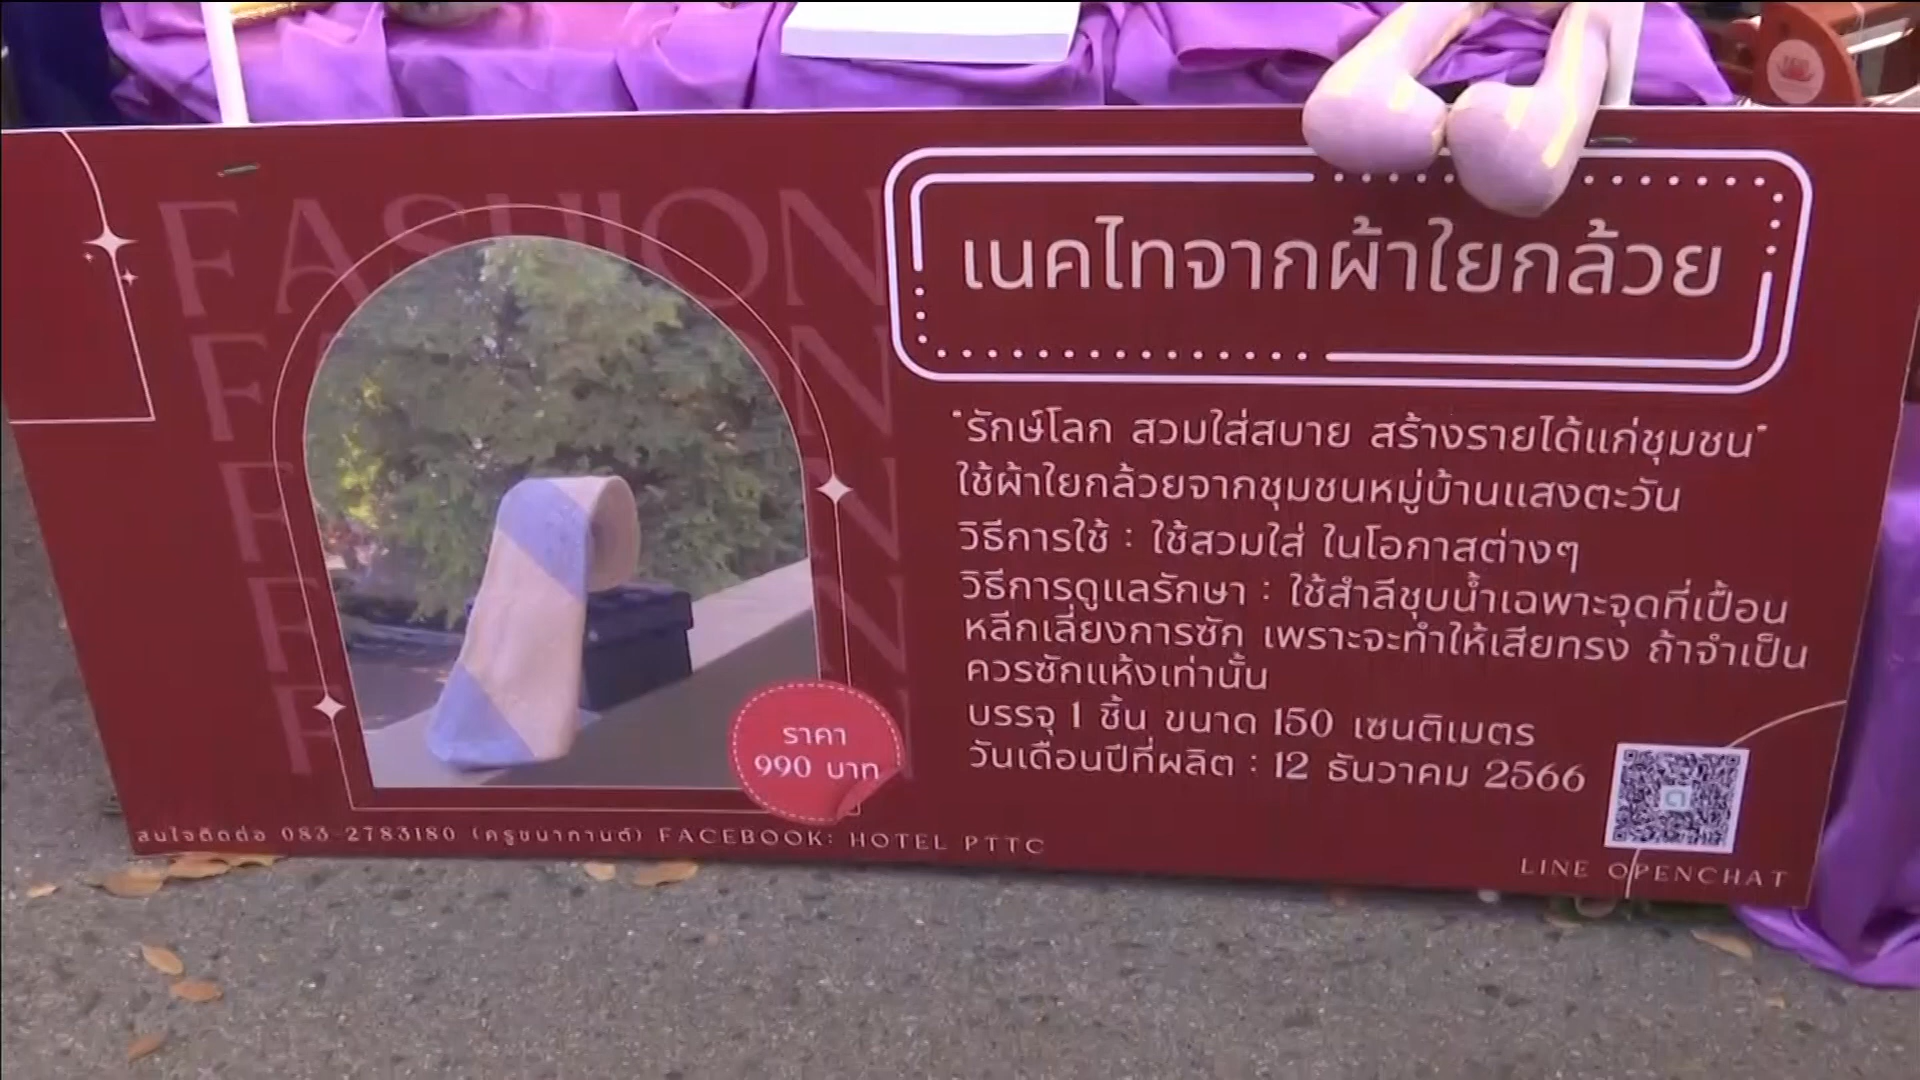 FASHION
เนคไทจากผ้าใยกล้วย
"รักษ์โลก สวมใส่สบาย สร้างรายได้แก่ชุมชน"
ใช้ผ้าใยกล้วยจากชุมชนหมู่บ้านแสงตะวัน
วิธีการใช้ : ใช้สวมใส่ ในโอกาสต่างๆ
วิธีการดูแลรักษา : ใช้สำลีชุบน้ำเฉพาะจุดที่เปื้อน
หลีกเลี่ยงการซัก เพราะจะทำให้เสียทรง ถ้าจำเป็น
ควรซักแห้งเท่านั้น
บรรจุ 1 ชิ้น ขนาด 150 เซนติเมตร
วันเดือนปีที่ผลิต : 12 ธันวาคม 2566
ราคา
990 บาท
สนใจติดต่อ 083-2783180 (ครูชนากานต์) FACEBOOK: HOTEL PTTC
LINE OPENCHAT